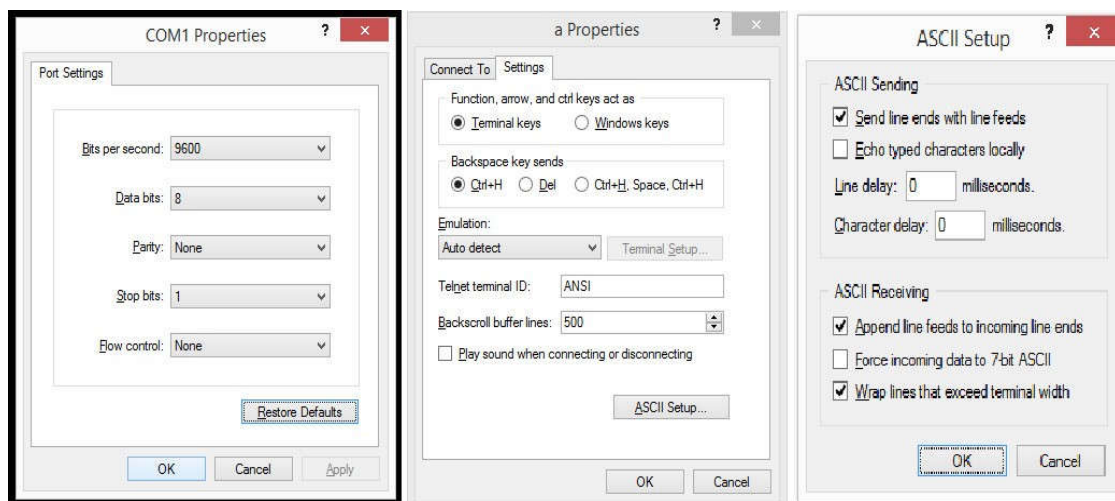 COM1 Properties
? ×
Port Settings
Bits per second: 9600
Data bits: 8
Parity: None
Stop bits: 1
Flow control: None
Restore Defaults
OK Cancel Apply
a Properties
? ×
Connect To Settings
Function, arrow, and ctrl keys act as
Terminal keys Windows keys
Backspace key sends
Ctrl+H Del Ctrl+H, Space, Ctrl+H
Emulation:
Auto detect Terminal Setup...
Telnet terminal ID: ANSI
Backscroll buffer lines: 500
Play sound when connecting or disconnecting
ASCII Setup...
OK Cancel
ASCII Setup
? ×
ASCII Sending
Send line ends with line feeds
Echo typed characters locally
Line delay: 0 milliseconds.
Character delay: 0 milliseconds.
ASCII Receiving
Append line feeds to incoming line ends
Force incoming data to 7-bit ASCII
Wrap lines that exceed terminal width
OK Cancel